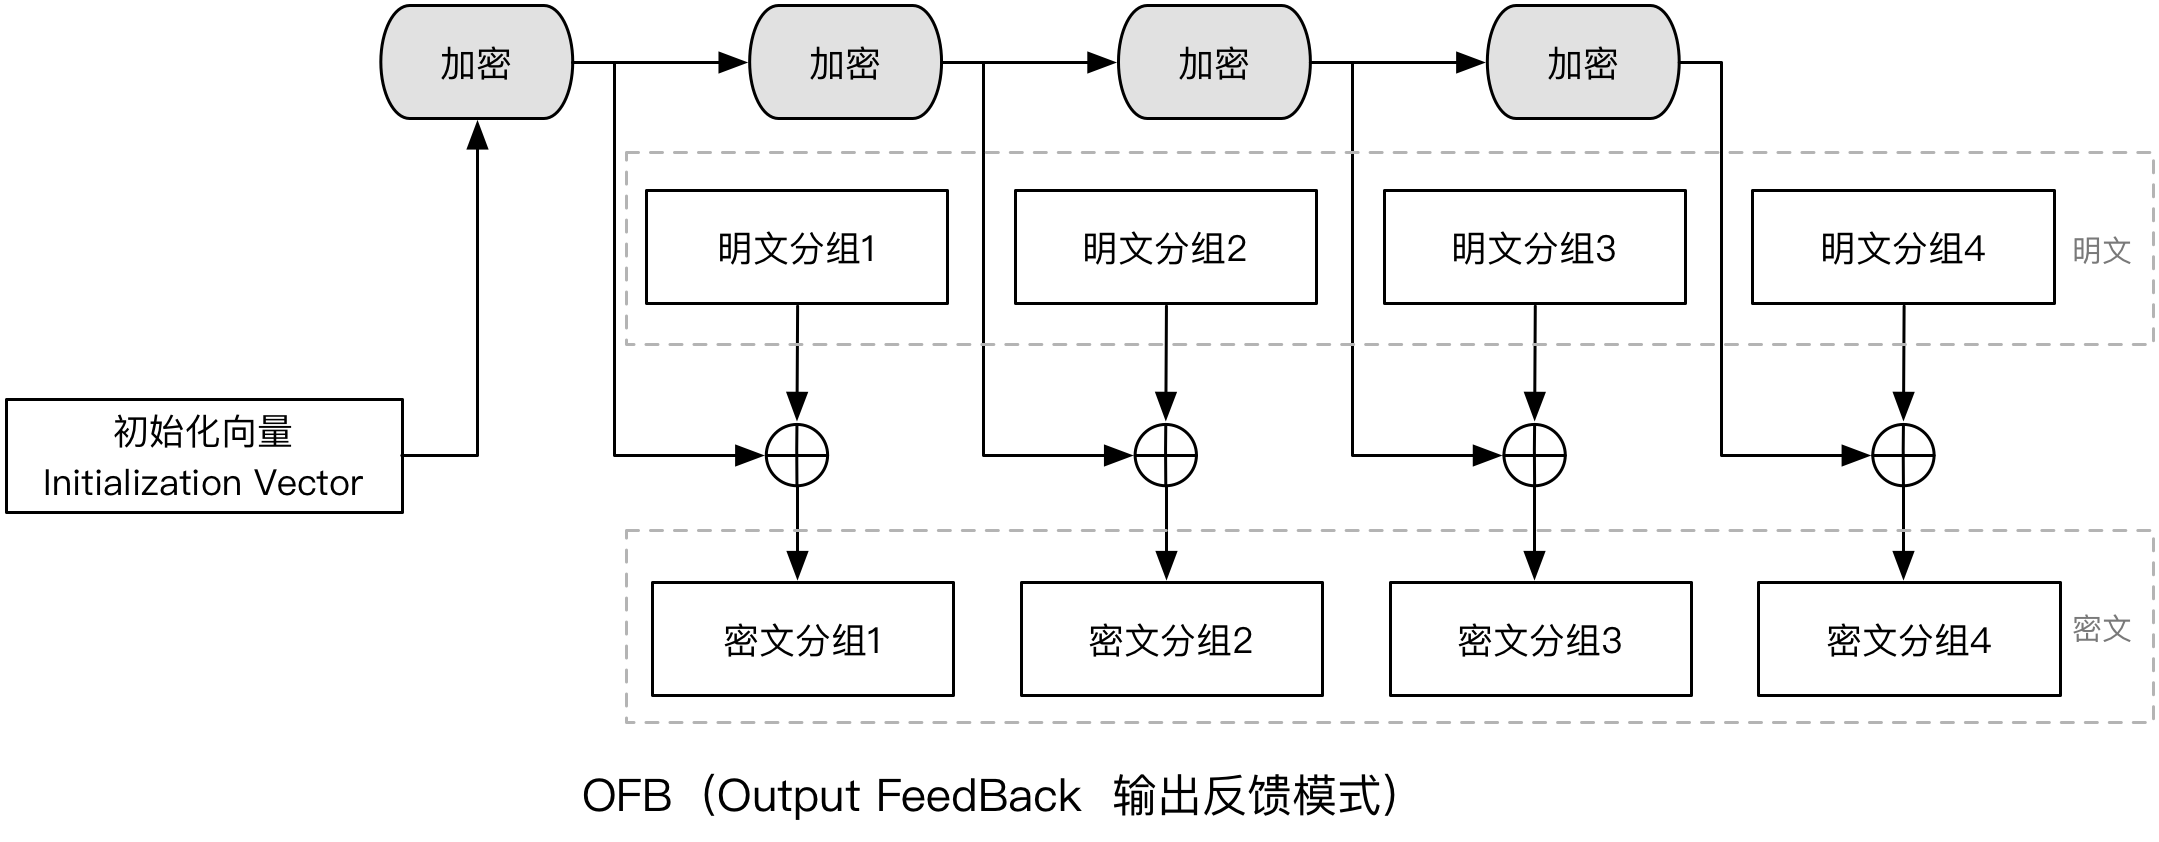 加密
加密
加密
加密
明文分组1
明文分组2
明文分组3
明文分组4
明文
初始化向量
Initialization Vector
密文分组1
密文分组2
密文分组3
密文分组4
密文
OFB（Output FeedBack 输出反馈模式）